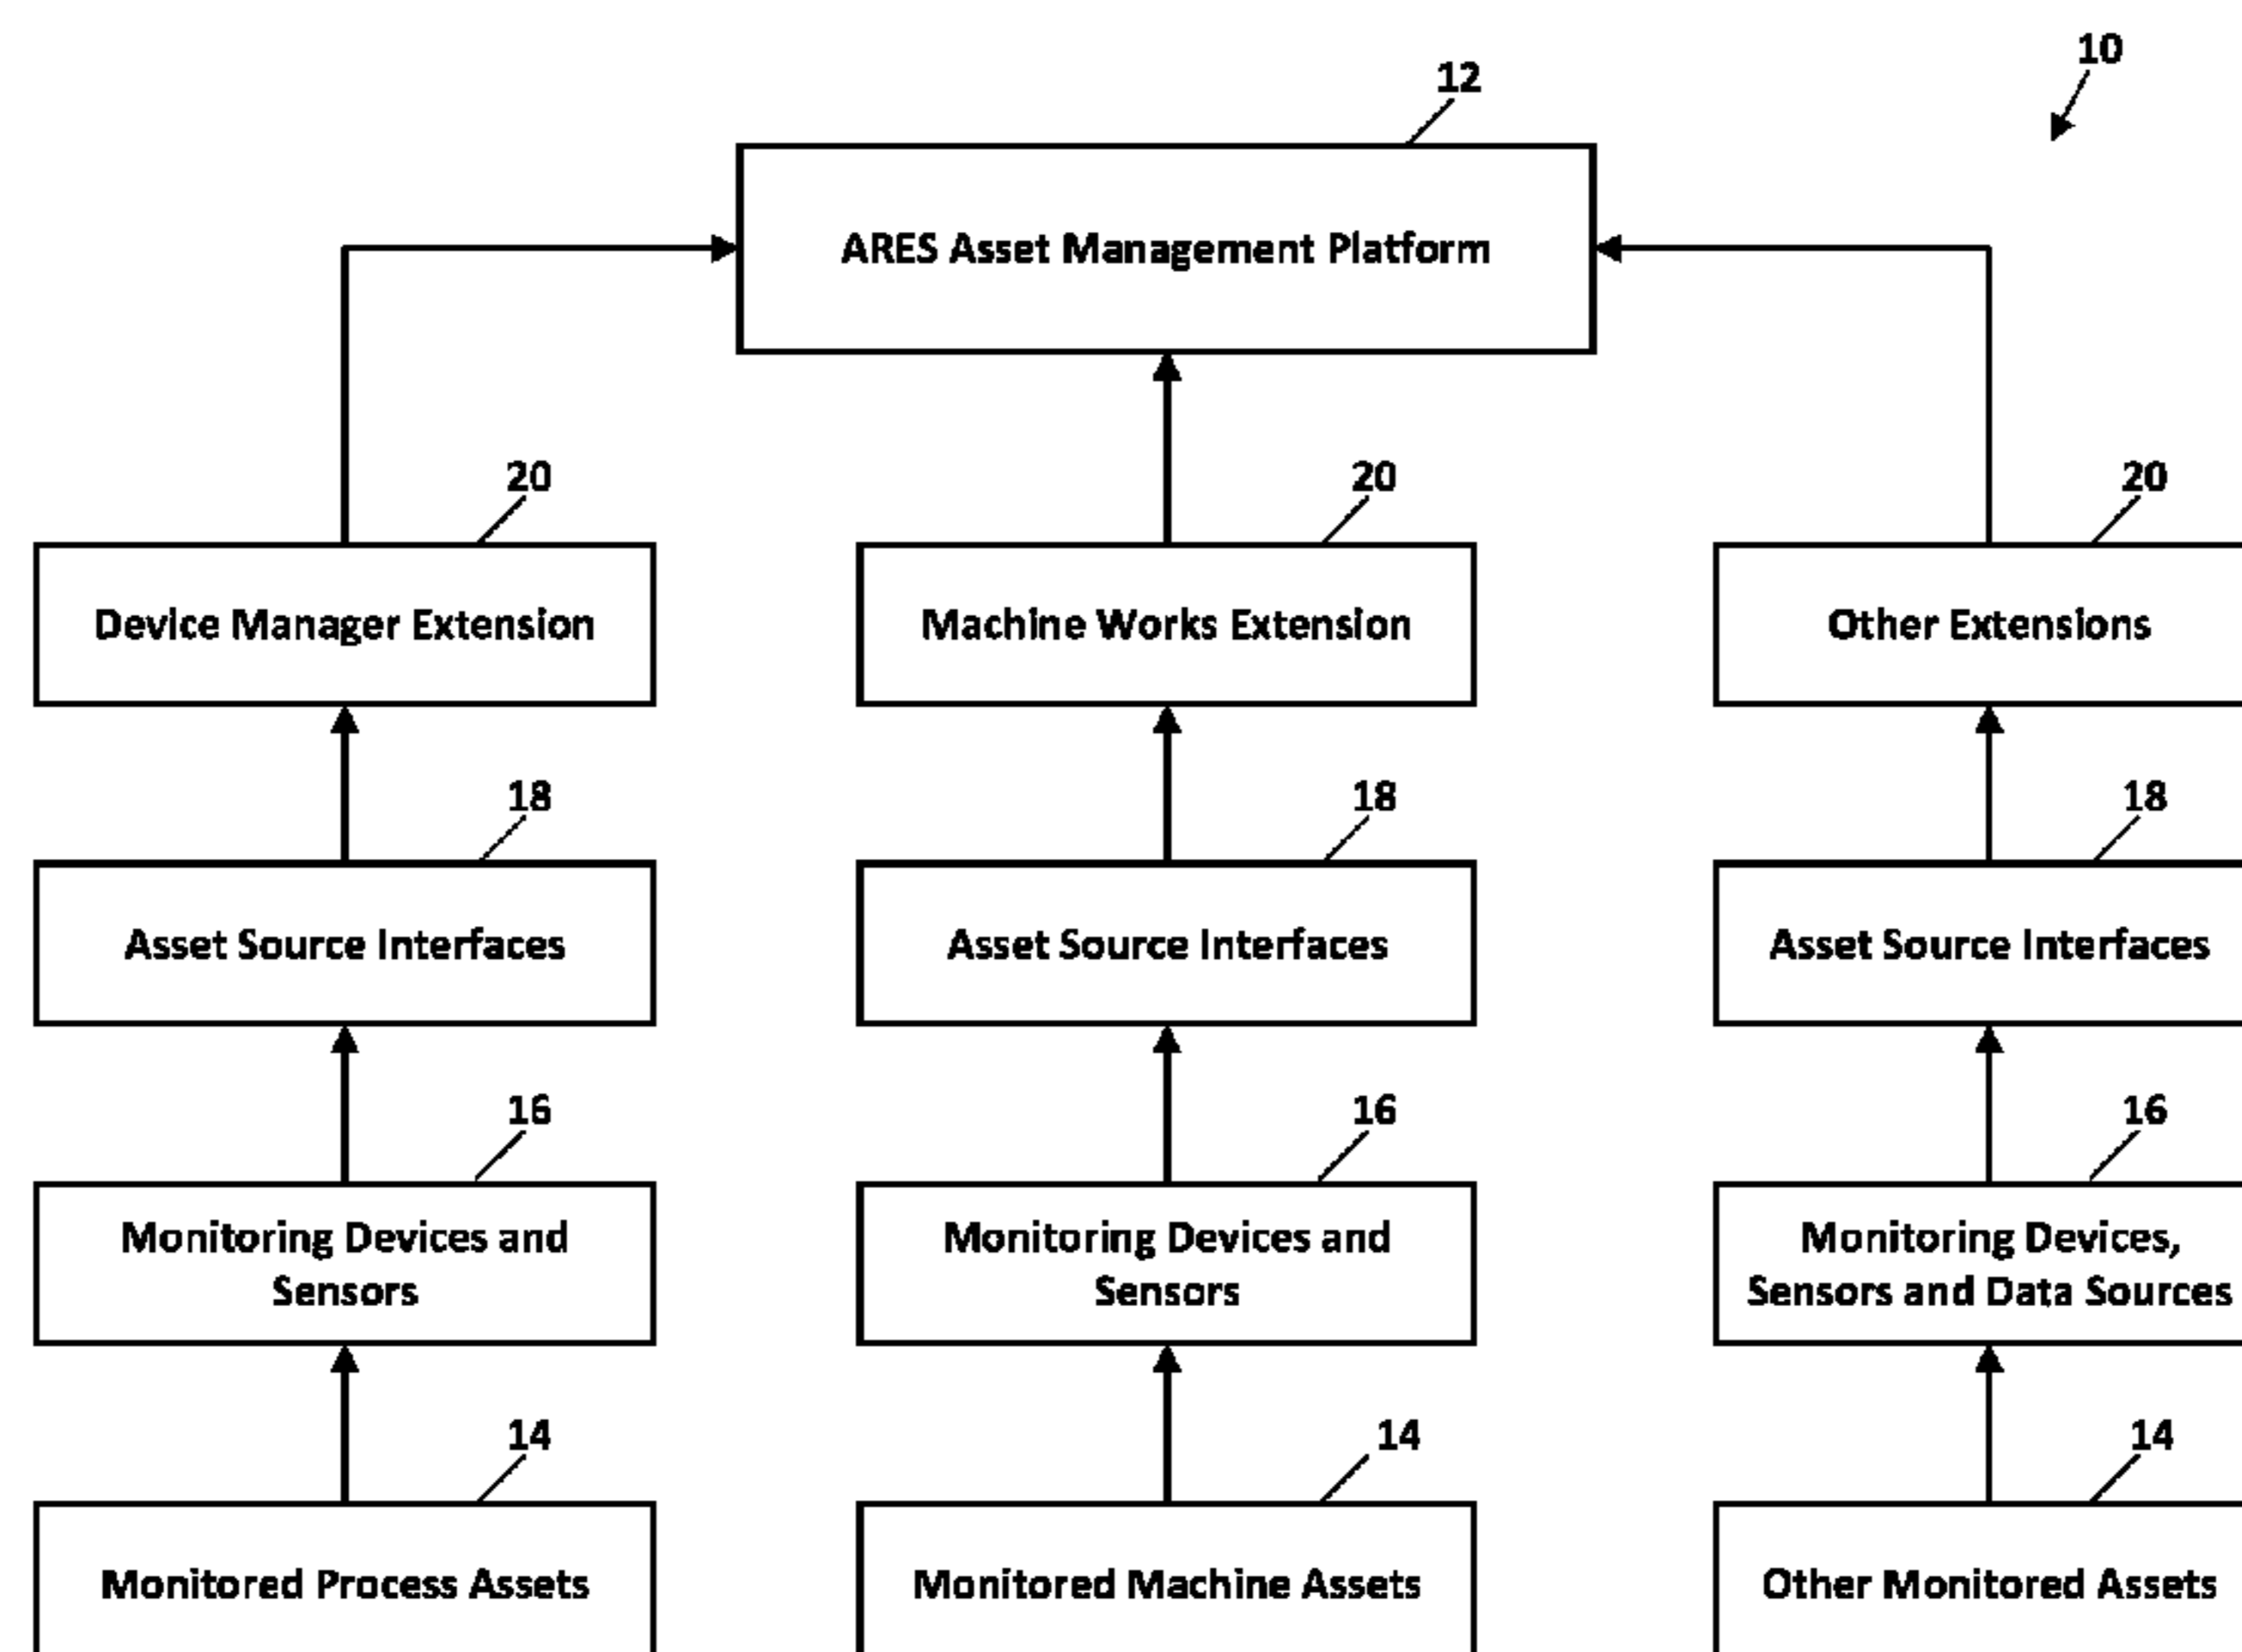 10
12
ARES Asset Management Platform
20
20
20
Device Manager Extension
Machine Works Extension
Other Extensions
18
18
18
Asset Source Interfaces
Asset Source Interfaces
Asset Source Interfaces
16
16
16
Monitoring Devices and
Sensors
Monitoring Devices and
Sensors
Monitoring Devices,
Sensors and Data Sources
14
14
14
Monitored Process Assets
Monitored Machine Assets
Other Monitored Assets